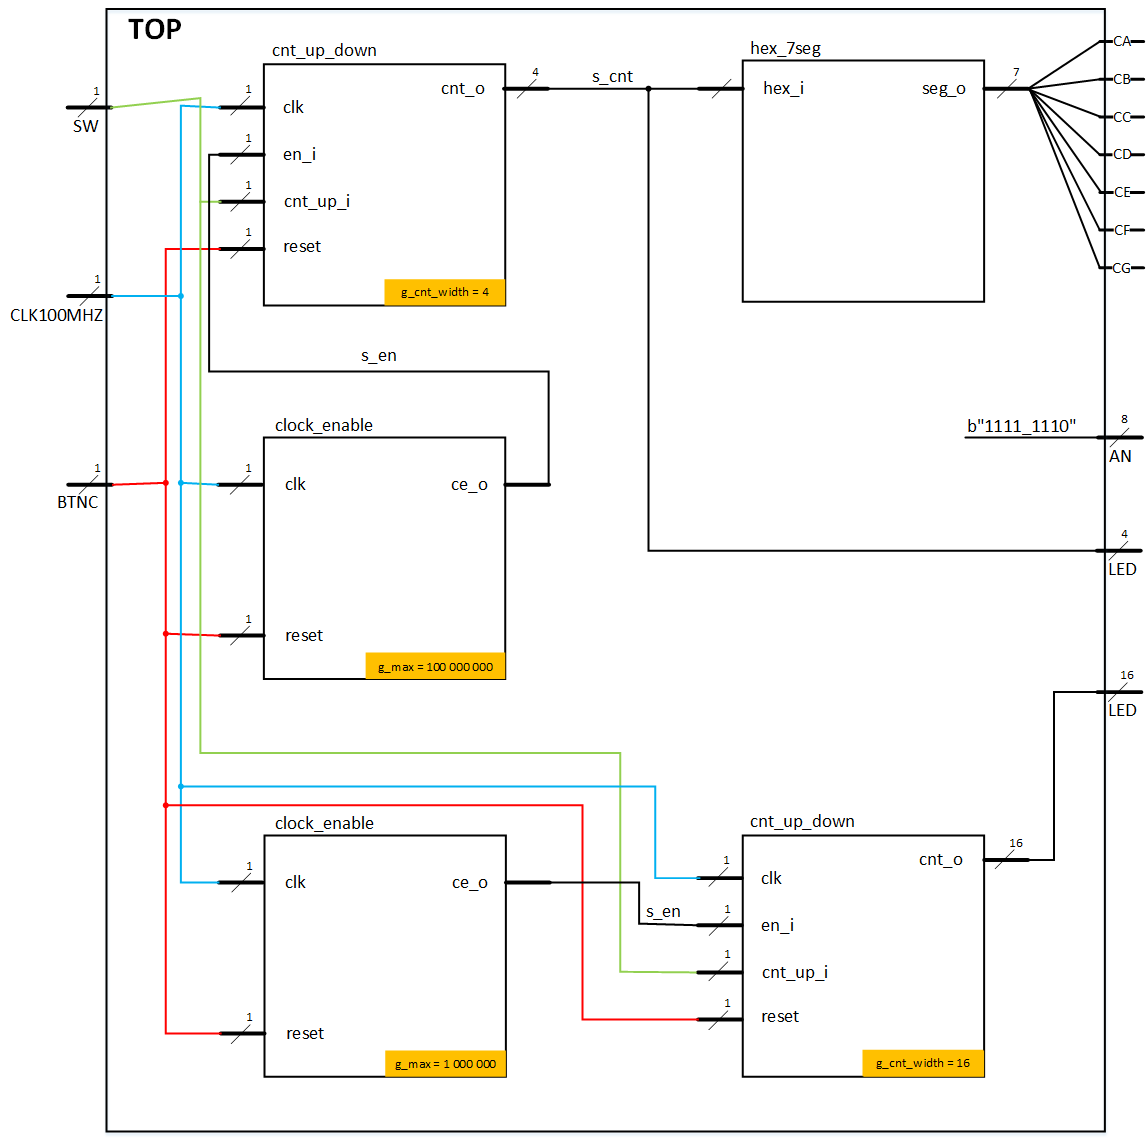 TOP
cnt_up_down
hex_7seg
1
SW
1
clk
1
en_i
1
cnt_up_i
1
reset
cnt_o
4
g_cnt_width = 4
s_cnt
hex_i
seg_o
7
CA
CB
CC
CD
CE
CF
CG
1
CLK100MHZ
s_en
b"1111_1110"
8
AN
clock_enable
1
BTNC
1
clk
ce_o
1
reset
g_max = 100 000 000
4
LED
16
LED
clock_enable
1
clk
ce_o
1
reset
g_max = 1 000 000
s_en
cnt_up_down
1
clk
1
en_i
1
cnt_up_i
1
reset
cnt_o
16
g_cnt_width = 16